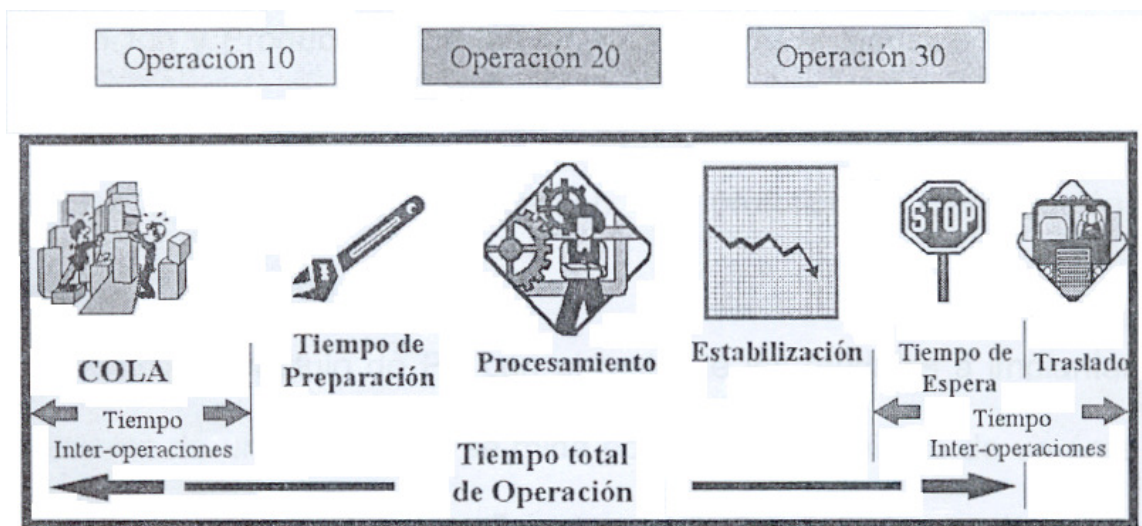 Operación 10
Operación 20
Operación 30
STOP
COLA
Tiempo de
Preparación
Procesamiento
Estabilización
Tiempo de
Espera
Traslado
Tiempo
Inter-operaciones
Tiempo
Inter-operaciones
Tiempo total
de Operación